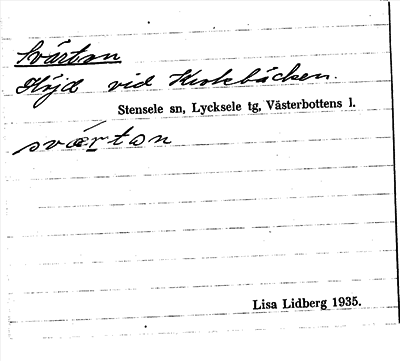 Svärton
Höjd vid Kyrkbäcken.
Stensele sn, Lycksele tg, Västerbottens l.
svärton
Lisa Lidberg 1935.